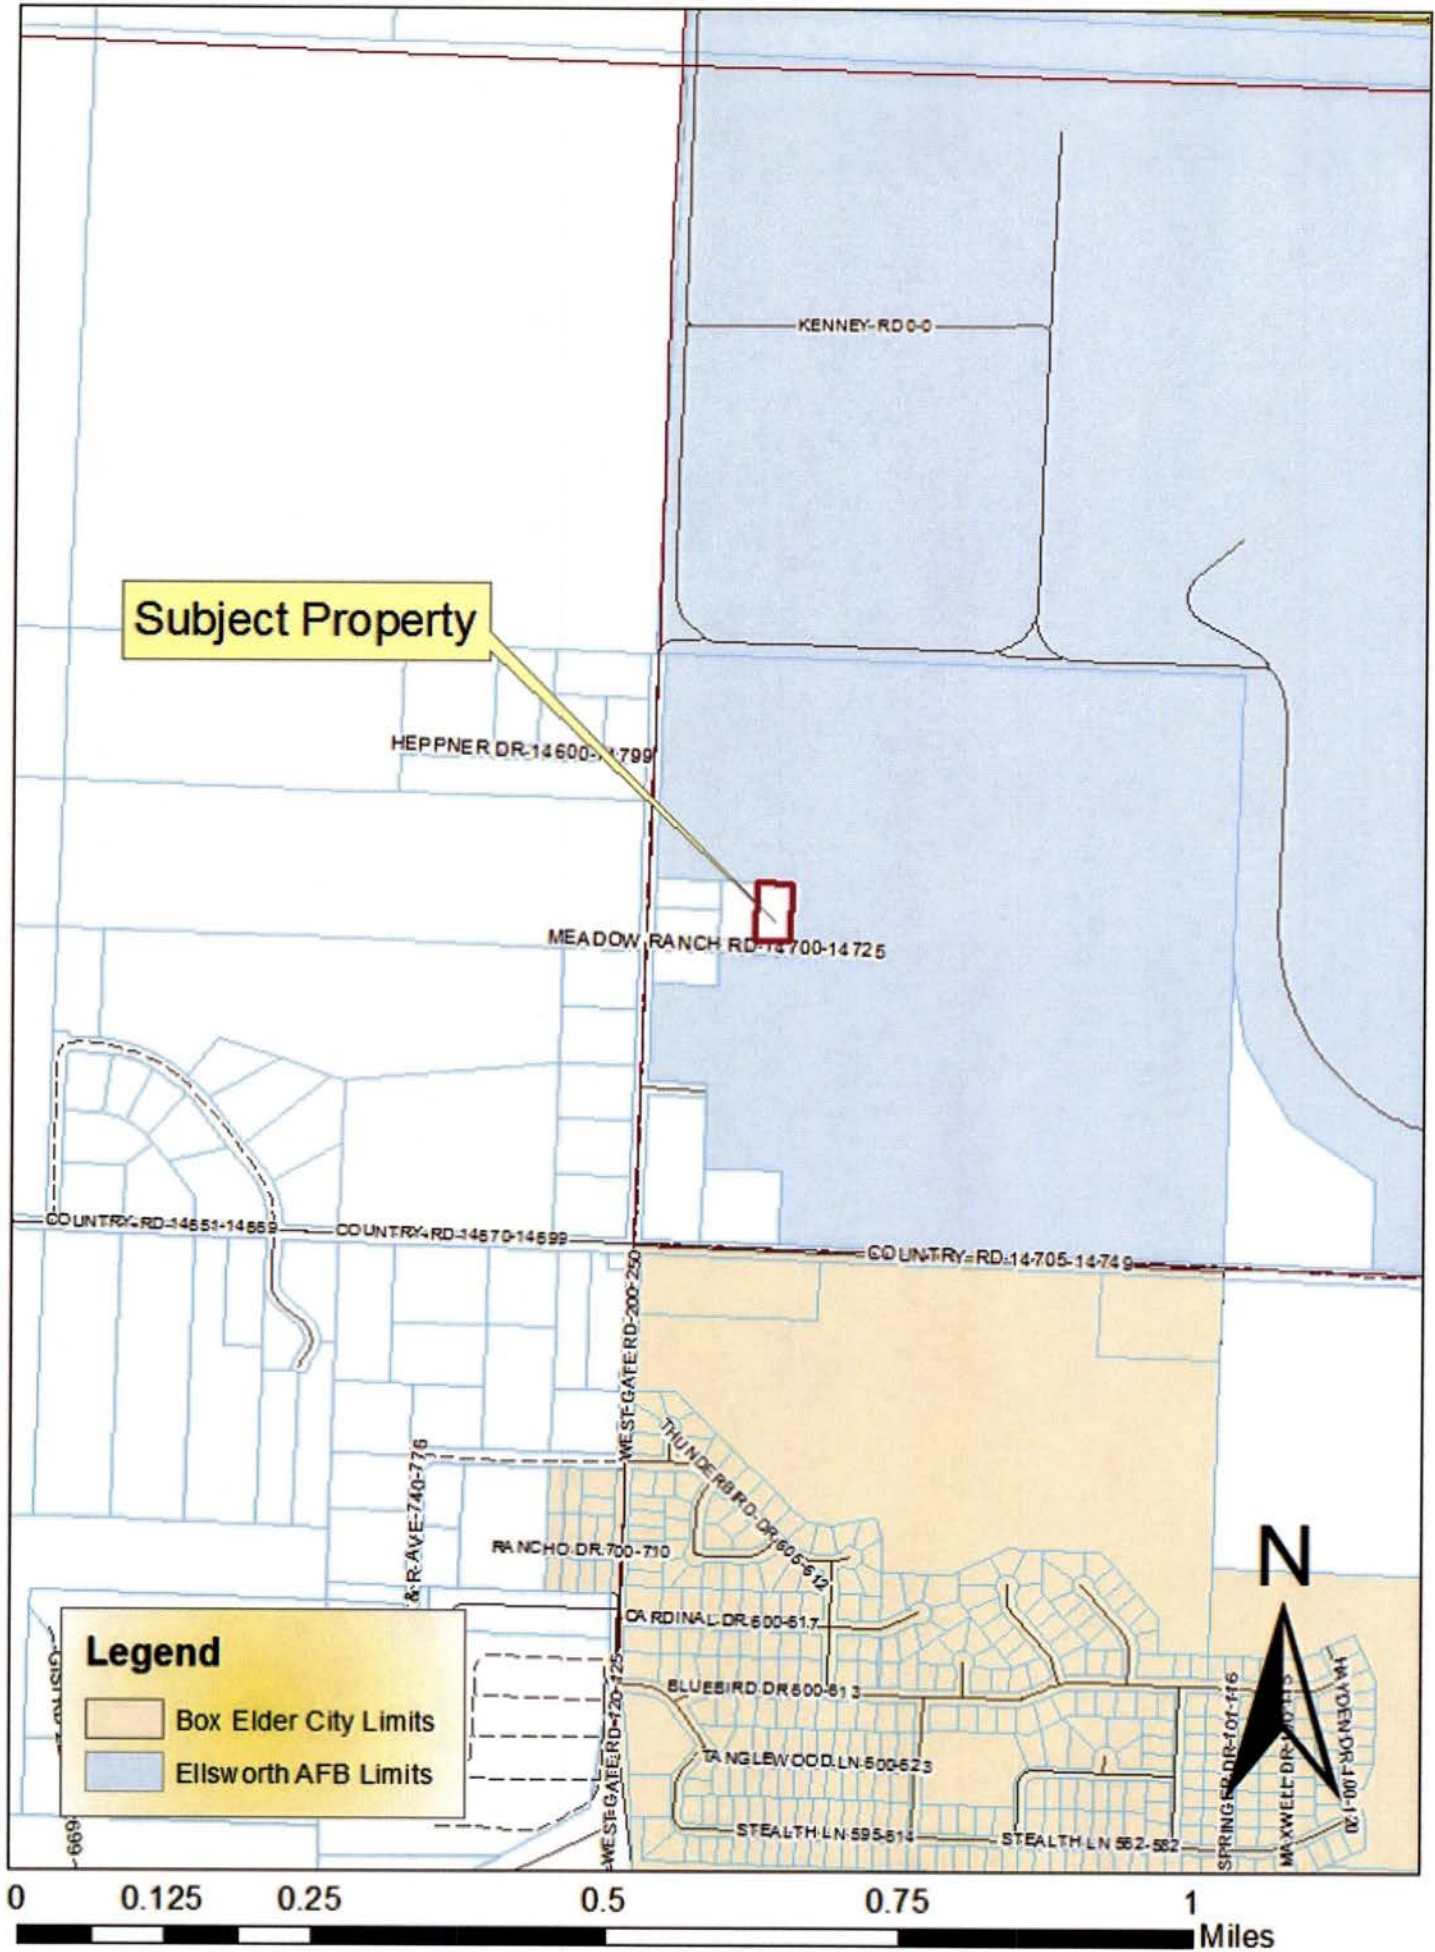 KENNEY-RD 0-0
Subject Property
HEPPNER DR-14600-14799
MEADOW RANCH RD-14700-14725
COUNTRY-RD-14651-14669
COUNTRY-RD-14670-14699
COUNTRY-RD-14705-14749
WEST-GATE RD-200-250
THUNDERBIRD-DR-605-612
& R-AVE-740-776
RANCHO DR-700-710
CARDINAL-DR-600-617
BLUEBIRD DR 600-613
TANGLEWOOD-LN-500-523
STEALTH LN 595-614
STEALTH LN 562-582
WEST-GATE RD-120-125
SPRINGER DR-101-116
HAYDEN DR-100-120
N
Legend
Box Elder City Limits
Ellsworth AFB Limits
0 0.125 0.25 0.5 0.75 1
Miles